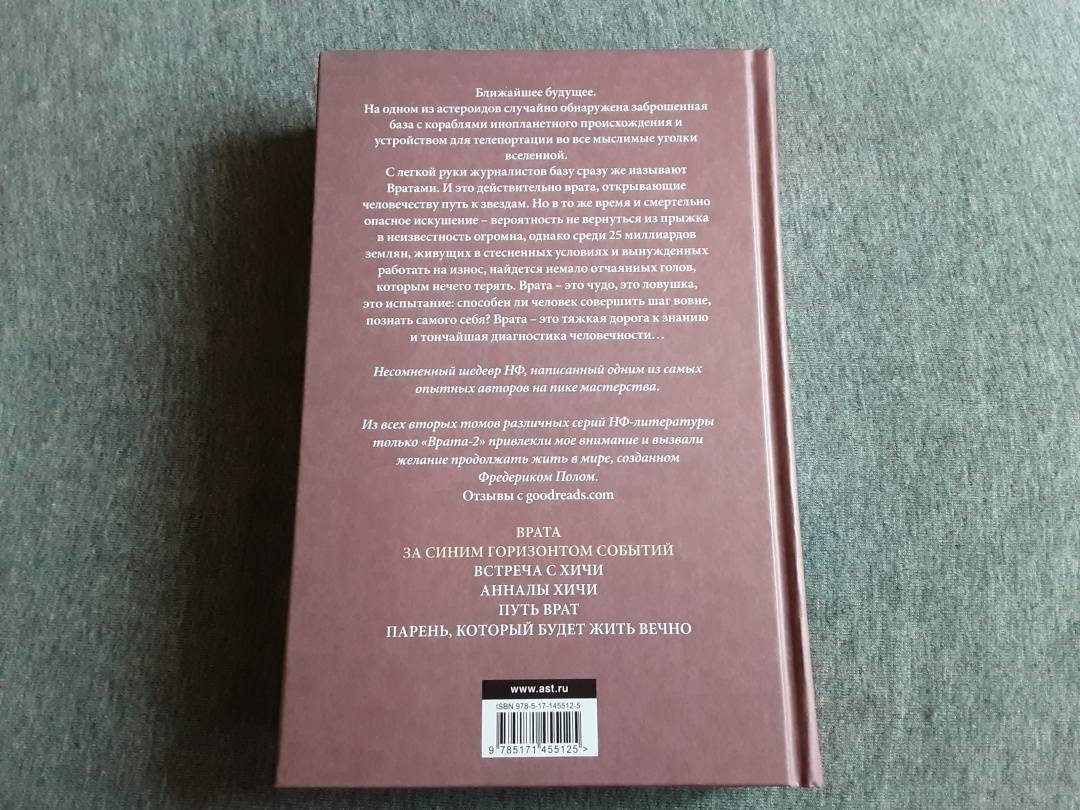 Ближайшее будущее.
На одном из астероидов случайно обнаружена заброшенная
база с кораблями инопланетного происхождения и
устройством для телепортации во все мыслимые уголки
вселенной.
С легкой руки журналистов базу сразу же называют
Вратами. И это действительно врата, открывающие
человечеству путь к звездам. Но в то же время и смертельно
опасное искушение – вероятность не вернуться из прыжка
в неизвестность огромна, однако среди 25 миллиардов
землян, живущих в стесненных условиях и вынужденных
работать на износ, найдется немало отчаянных голов,
которым нечего терять. Врата – это чудо, это ловушка,
это испытание: способен ли человек совершить шаг вовне,
познать самого себя? Врата – это тяжкая дорога к знанию
и тончайшая диагностика человечности…
Несомненный шедевр НФ, написанный одним из самых
опытных авторов на пике мастерства.
Из всех вторых томов различных серий НФ-литературы
только «Врата-2» привлекли мое внимание и вызвали
желание продолжать жить в мире, созданном
Фредериком Полом.
Отзывы с goodreads.com
ВРАТА
ЗА СИНИМ ГОРИЗОНТОМ СОБЫТИЙ
ВСТРЕЧА С ХИЧИ
АННАЛЫ ХИЧИ
ПУТЬ ВРАТ
ПАРЕНЬ, КОТОРЫЙ БУДЕТ ЖИТЬ ВЕЧНО
www.ast.ru
ISBN 978-5-17-145512-5
9 785171 455125 >